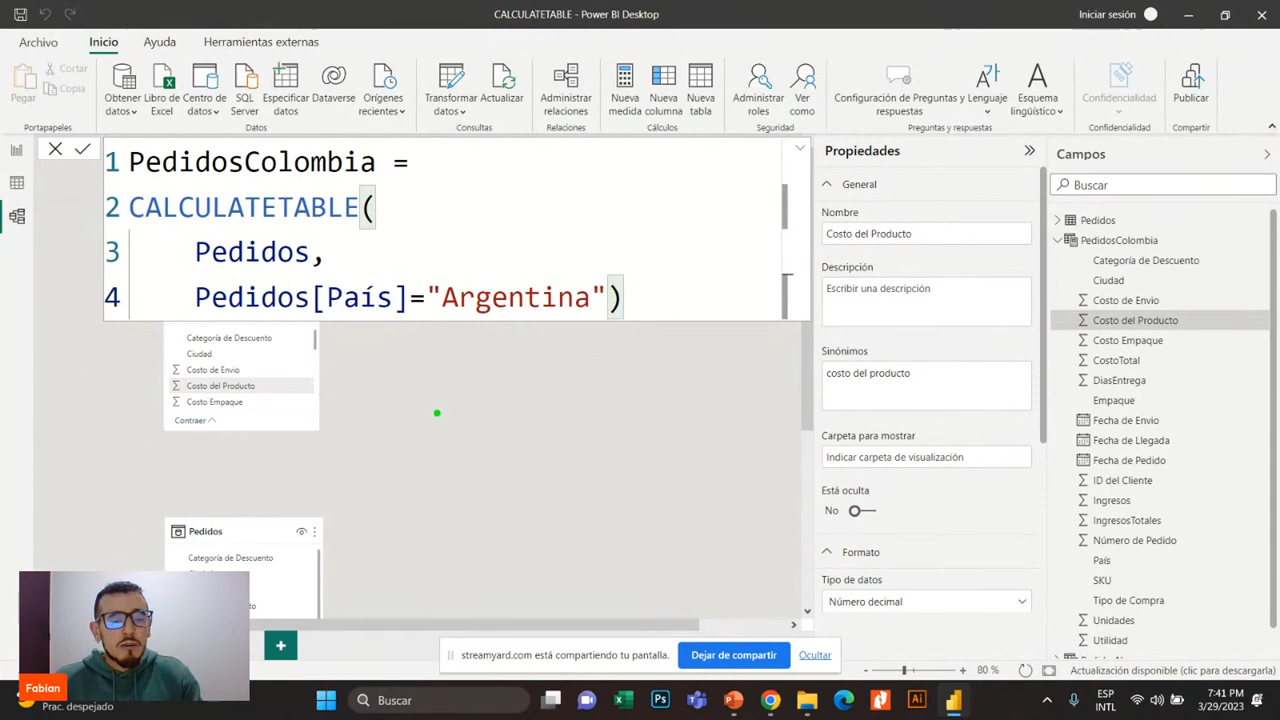 CALCULATETABLE - Power BI Desktop
Iniciar sesión
Archivo
Inicio
Ayuda
Herramientas externas
Pegar
Cortar
Copia
Portapapeles
Obtener datos
Libro de Excel
Centro de datos
SQL Server
Especificar datos
Dataverse
Orígenes recientes
Datos
Transformar datos
Actualizar
Consultas
Administrar relaciones
Relaciones
Nueva medida
Nueva columna
Nueva tabla
Cálculos
Administrar roles
Ver como
Seguridad
Configuración de Preguntas y respuestas
Lenguaje
Esquema lingüístico
Preguntas y respuestas
Confidencialidad
Confidencialidad
Publicar
Compartir
1 PedidosColombia =
2 CALCULATETABLE(
3 Pedidos,
4 Pedidos[País]="Argentina")
Categoría de Descuento
Ciudad
Costo de Envio
Costo del Producto
Costo Empaque
Contraer
Pedidos
Categoría de Descuento
Propiedades
General
Nombre
Costo del Producto
Descripción
Escribir una descripción
Sinónimos
costo del producto
Carpeta para mostrar
Indicar carpeta de visualización
Está oculta
No
Formato
Tipo de datos
Número decimal
Campos
Buscar
Pedidos
PedidosColombia
Categoría de Descuento
Ciudad
Costo de Envio
Costo del Producto
Costo Empaque
CostoTotal
DiasEntrega
Empaque
Fecha de Envio
Fecha de Llegada
Fecha de Pedido
ID del Cliente
Ingresos
IngresosTotales
Número de Pedido
País
SKU
Tipo de Compra
Unidades
Utilidad
streamyard.com está compartiendo tu pantalla.
Dejar de compartir
Ocultar
80 %
Actualización disponible (clic para descargarla)
Fabian
Prac. despejado
Buscar
ESP
INTL
7:41 PM
3/29/2023